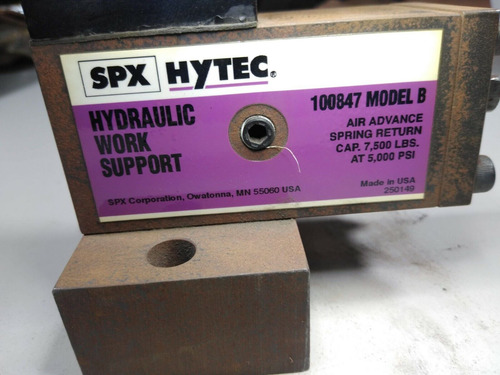 SPX HYTEC®
HYDRAULIC
WORK
SUPPORT
100847 MODEL B
AIR ADVANCE
SPRING RETURN
CAP. 7,500 LBS.
AT 5,000 PSI
SPX Corporation, Owatonna, MN 55060 USA
Made in USA
250149